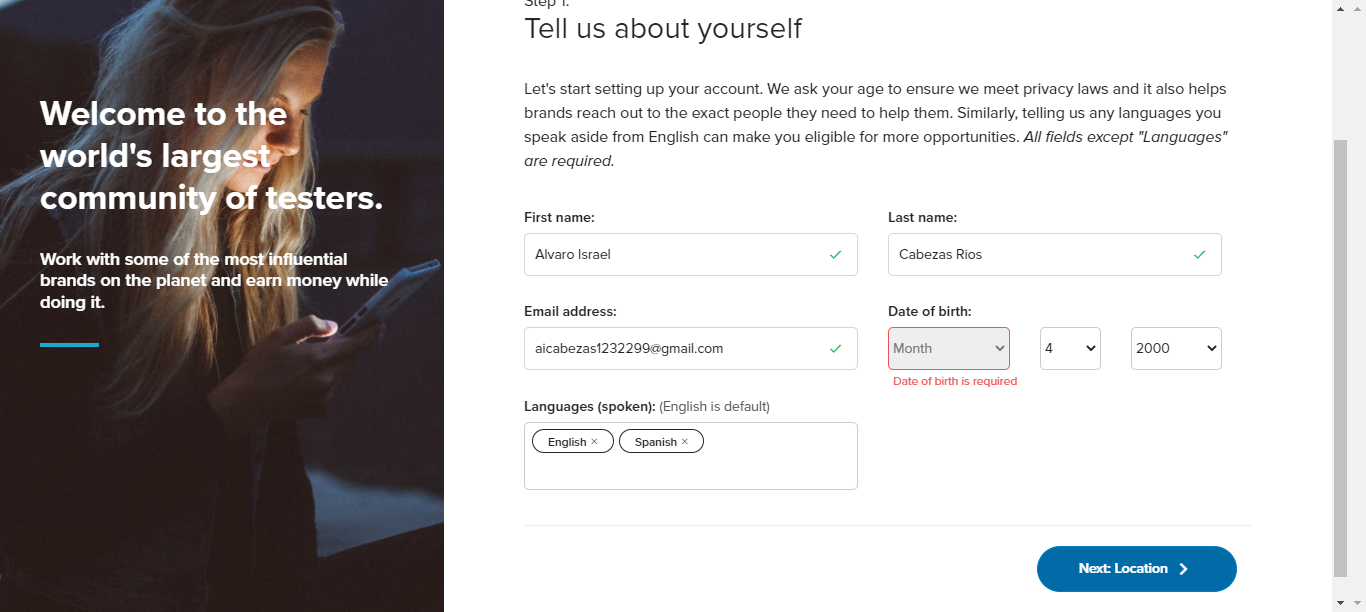 Step 1.
Tell us about yourself
Welcome to the
world's largest
community of testers.
Work with some of the most influential
brands on the planet and earn money while
doing it.
Let's start setting up your account. We ask your age to ensure we meet privacy laws and it also helps
brands reach out to the exact people they need to help them. Similarly, telling us any languages you
speak aside from English can make you eligible for more opportunities. All fields except "Languages"
are required.
First name: Last name:
Alvaro Israel Cabezas Rios
Email address: Date of birth:
aicabezas1232299@gmail.com Month 4 2000
Date of birth is required
Languages (spoken): (English is default)
English × Spanish ×
Next: Location